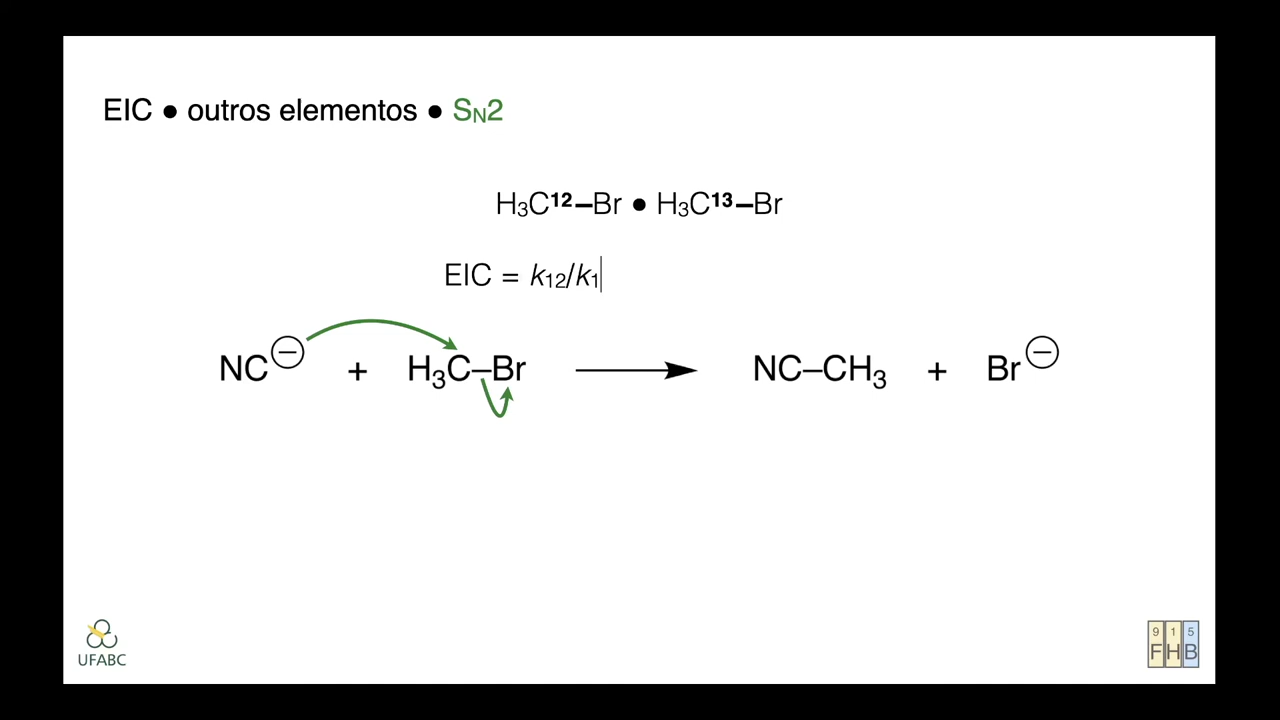 EIC ● outros elementos ● SN2
H3C12–Br ● H3C13–Br
EIC = k12/k1
NC⊖ + H3C–Br ⟶ NC–CH3 + Br⊖
UFABC
9 1 5
F H B